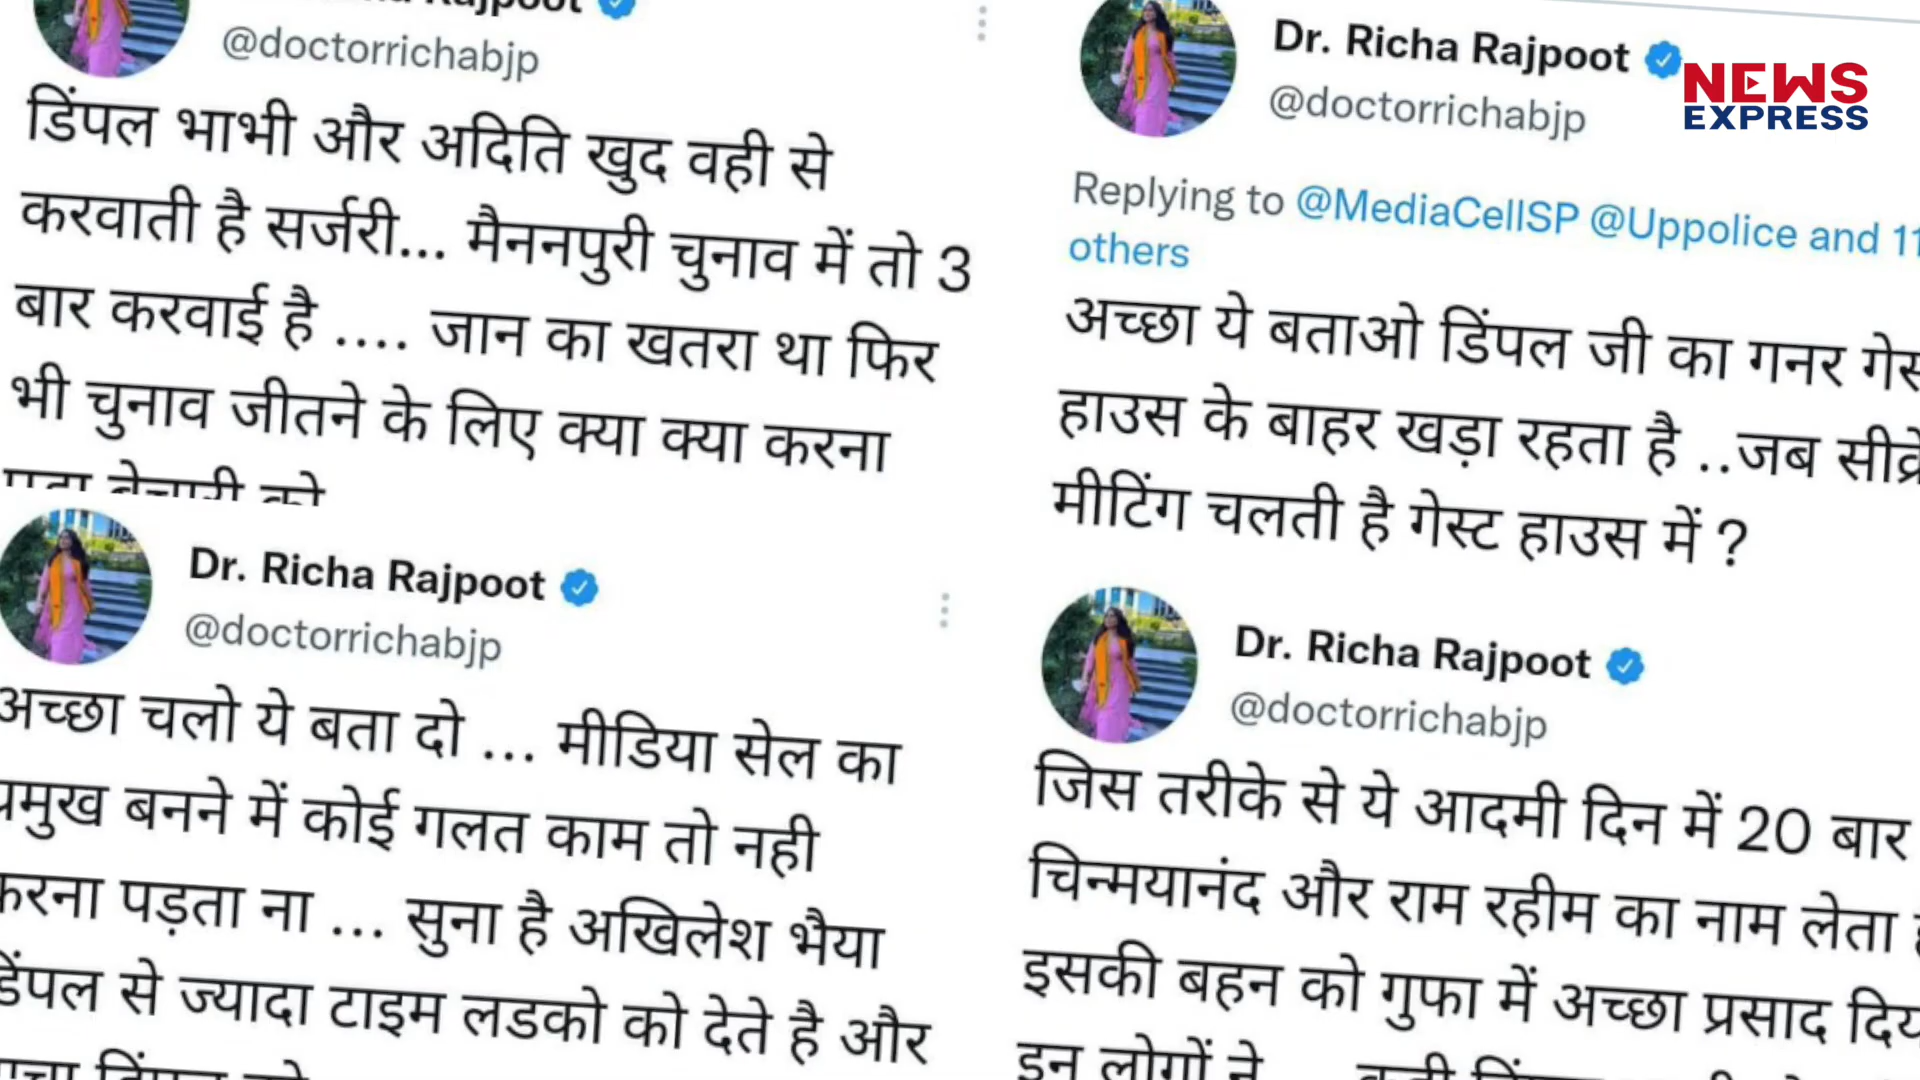 @doctorrichabjp
डिंपल भाभी और अदिति खुद वही से
करवाती है सर्जरी... मैननपुरी चुनाव में तो 3
बार करवाई है .... जान का खतरा था फिर
भी चुनाव जीतने के लिए क्या क्या करना
Dr. Richa Rajpoot
@doctorrichabjp
अच्छा चलो ये बता दो ... मीडिया सेल का
प्रमुख बनने में कोई गलत काम तो नही
करना पड़ता ना ... सुना है अखिलेश भैया
डिंपल से ज्यादा टाइम लडको को देते है और
Dr. Richa Rajpoot
@doctorrichabjp
NEWS
EXPRESS
Replying to @MediaCellSP @Uppolice and 11
others
अच्छा ये बताओ डिंपल जी का गनर
हाउस के बाहर खड़ा रहता है ..जब
मीटिंग चलती है गेस्ट हाउस में ?
Dr. Richa Rajpoot
@doctorrichabjp
जिस तरीके से ये आदमी दिन में 20 बार
चिन्मयानंद और राम रहीम का नाम लेता
इसकी बहन को गुफा में अच्छा प्रसाद
इन लोगों ने